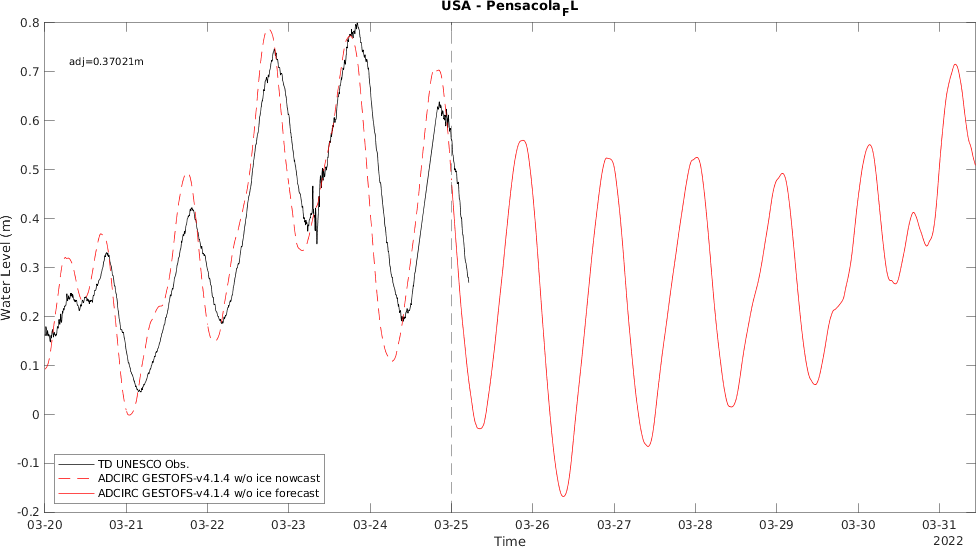 USA - Pensacola_FL
adj=0.37021m
0.8
0.7
0.6
0.5
0.4
0.3
0.2
0.1
0
-0.1
-0.2
Water Level (m)
TD UNESCO Obs.
ADCIRC GESTOFS-v4.1.4 w/o ice nowcast
ADCIRC GESTOFS-v4.1.4 w/o ice forecast
03-20 03-21 03-22 03-23 03-24 03-25 03-26 03-27 03-28 03-29 03-30 03-31
Time
2022